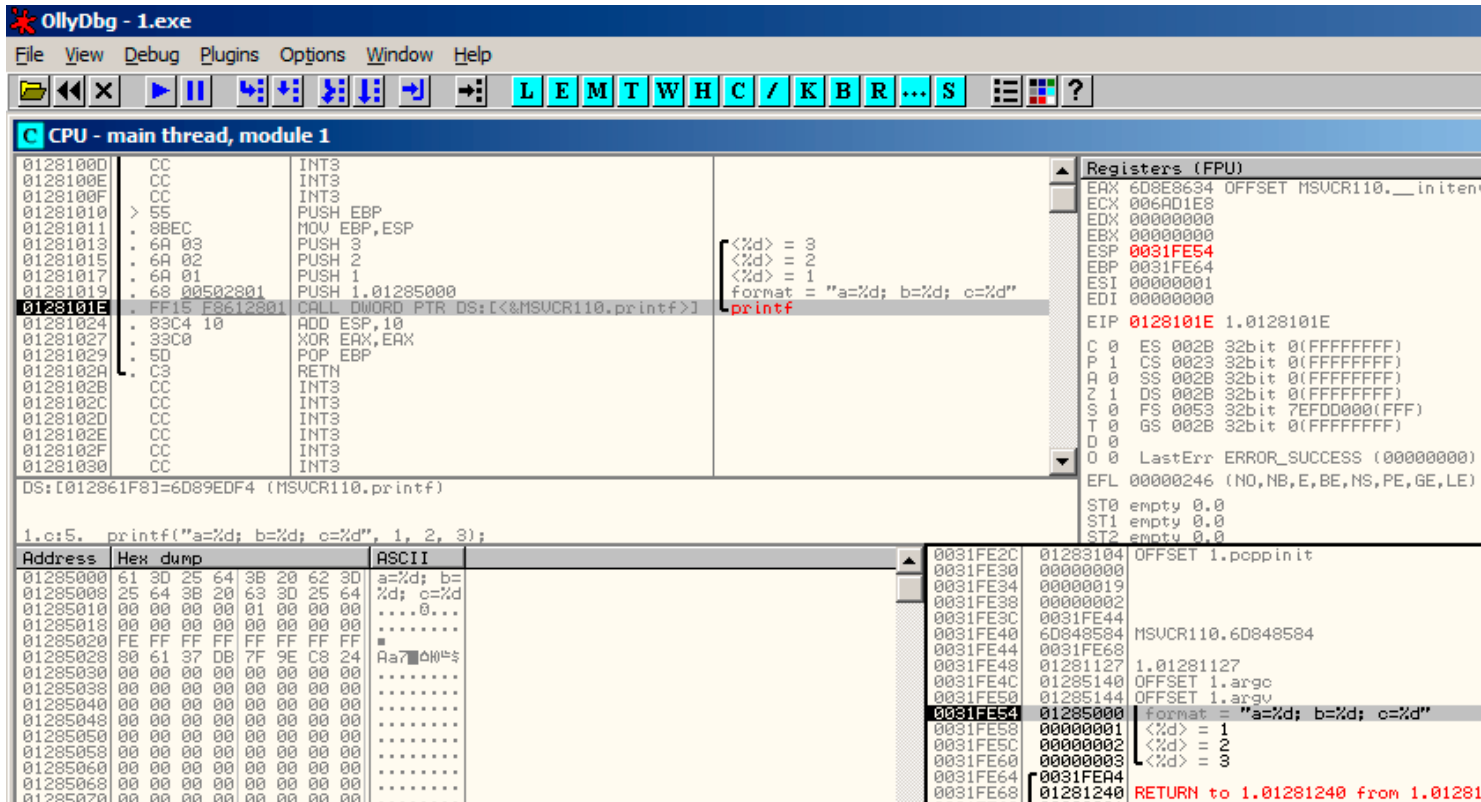 OllyDbg - 1.exe
File View Debug Plugins Options Window Help
L E M T W H C / K B R ... S ?
C CPU - main thread, module 1
0128100D CC INT3
0128100E CC INT3
0128100F CC INT3
01281010 > 55 PUSH EBP
01281011 . 8BEC MOV EBP,ESP
01281013 . 6A 03 PUSH 3 <%d> = 3
01281015 . 6A 02 PUSH 2 <%d> = 2
01281017 . 6A 01 PUSH 1 <%d> = 1
01281019 . 68 00502801 PUSH 1.01285000 format = "a=%d; b=%d; c=%d"
0128101E . FF15 F8612801 CALL DWORD PTR DS:[<&MSVCR110.printf>] printf
01281024 . 83C4 10 ADD ESP,10
01281027 . 33C0 XOR EAX,EAX
01281029 . 5D POP EBP
0128102A . C3 RETN
0128102B CC INT3
0128102C CC INT3
0128102D CC INT3
0128102E CC INT3
0128102F CC INT3
01281030 CC INT3
DS:[012861F8]=6D89EDF4 (MSVCR110.printf)
1.c:5. printf("a=%d; b=%d; c=%d", 1, 2, 3);
Registers (FPU)
EAX 6D8E8634 OFFSET MSVCR110.__initen
ECX 006AD1E8
EDX 00000000
EBX 00000000
ESP 0031FE54
EBP 0031FE64
ESI 00000001
EDI 00000000
EIP 0128101E 1.0128101E
C 0 ES 002B 32bit 0(FFFFFFFF)
P 1 CS 0023 32bit 0(FFFFFFFF)
A 0 SS 002B 32bit 0(FFFFFFFF)
Z 1 DS 002B 32bit 0(FFFFFFFF)
S 0 FS 0053 32bit 7EFDD000(FFF)
T 0 GS 002B 32bit 0(FFFFFFFF)
D 0
O 0 LastErr ERROR_SUCCESS (00000000)
EFL 00000246 (NO,NB,E,BE,NS,PE,GE,LE)
ST0 empty 0.0
ST1 empty 0.0
ST2 empty 0.0
Address Hex dump ASCII
01285000 61 3D 25 64 3B 20 62 3D a=%d; b=
01285008 25 64 3B 20 63 3D 25 64 %d; c=%d
01285010 00 00 00 00 01 00 00 00 ....☺...
01285018 00 00 00 00 00 00 00 00 ........
01285020 FE FF FF FF FF FF FF FF ■
01285028 80 61 37 DB 7F 9E C8 24
01285030 00 00 00 00 00 00 00 00 ........
01285038 00 00 00 00 00 00 00 00 ........
01285040 00 00 00 00 00 00 00 00 ........
01285048 00 00 00 00 00 00 00 00 ........
01285050 00 00 00 00 00 00 00 00 ........
01285058 00 00 00 00 00 00 00 00 ........
01285060 00 00 00 00 00 00 00 00 ........
01285068 00 00 00 00 00 00 00 00 ........
01285070 00 00 00 00 00 00 00 00 ........
0031FE2C 01283104 OFFSET 1.pcppinit
0031FE30 00000000
0031FE34 00000019
0031FE38 00000002
0031FE3C 0031FE44
0031FE40 6D848584 MSVCR110.6D848584
0031FE44 0031FE68
0031FE48 01281127 1.01281127
0031FE4C 01285140 OFFSET 1.argc
0031FE50 01285144 OFFSET 1.argv
0031FE54 01285000 format = "a=%d; b=%d; c=%d"
0031FE58 00000001 <%d> = 1
0031FE5C 00000002 <%d> = 2
0031FE60 00000003 <%d> = 3
0031FE64 0031FEA4
0031FE68 01281240 RETURN to 1.01281240 from 1.01281